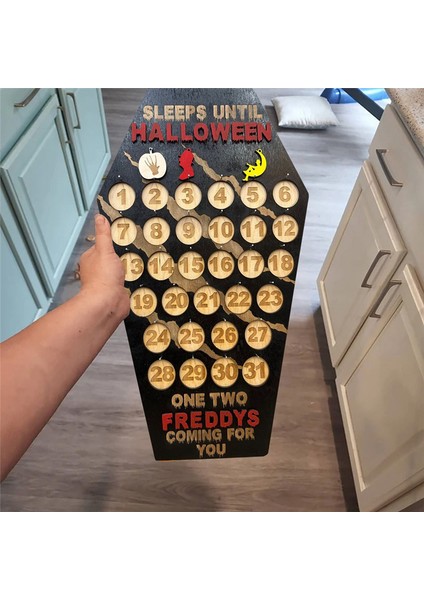 SLEEPS UNTIL
HALLOWEEN
1 2 3 4 5 6
7 8 9 10 11 12
13 14 15 16 17 18
19 20 21 22 23
24 25 26 27
28 29 30 31
ONE TWO
FREDDYS
COMING FOR
YOU